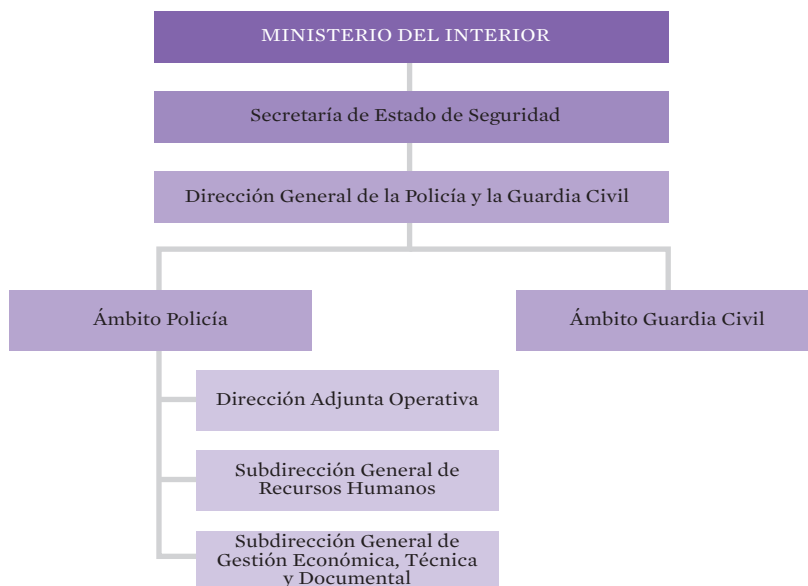 MINISTERIO DEL INTERIOR
Secretaría de Estado de Seguridad
Dirección General de la Policía y la Guardia Civil
Ámbito Policía
Ámbito Guardia Civil
Dirección Adjunta Operativa
Subdirección General de
Recursos Humanos
Subdirección General de
Gestión Económica, Técnica
y Documental